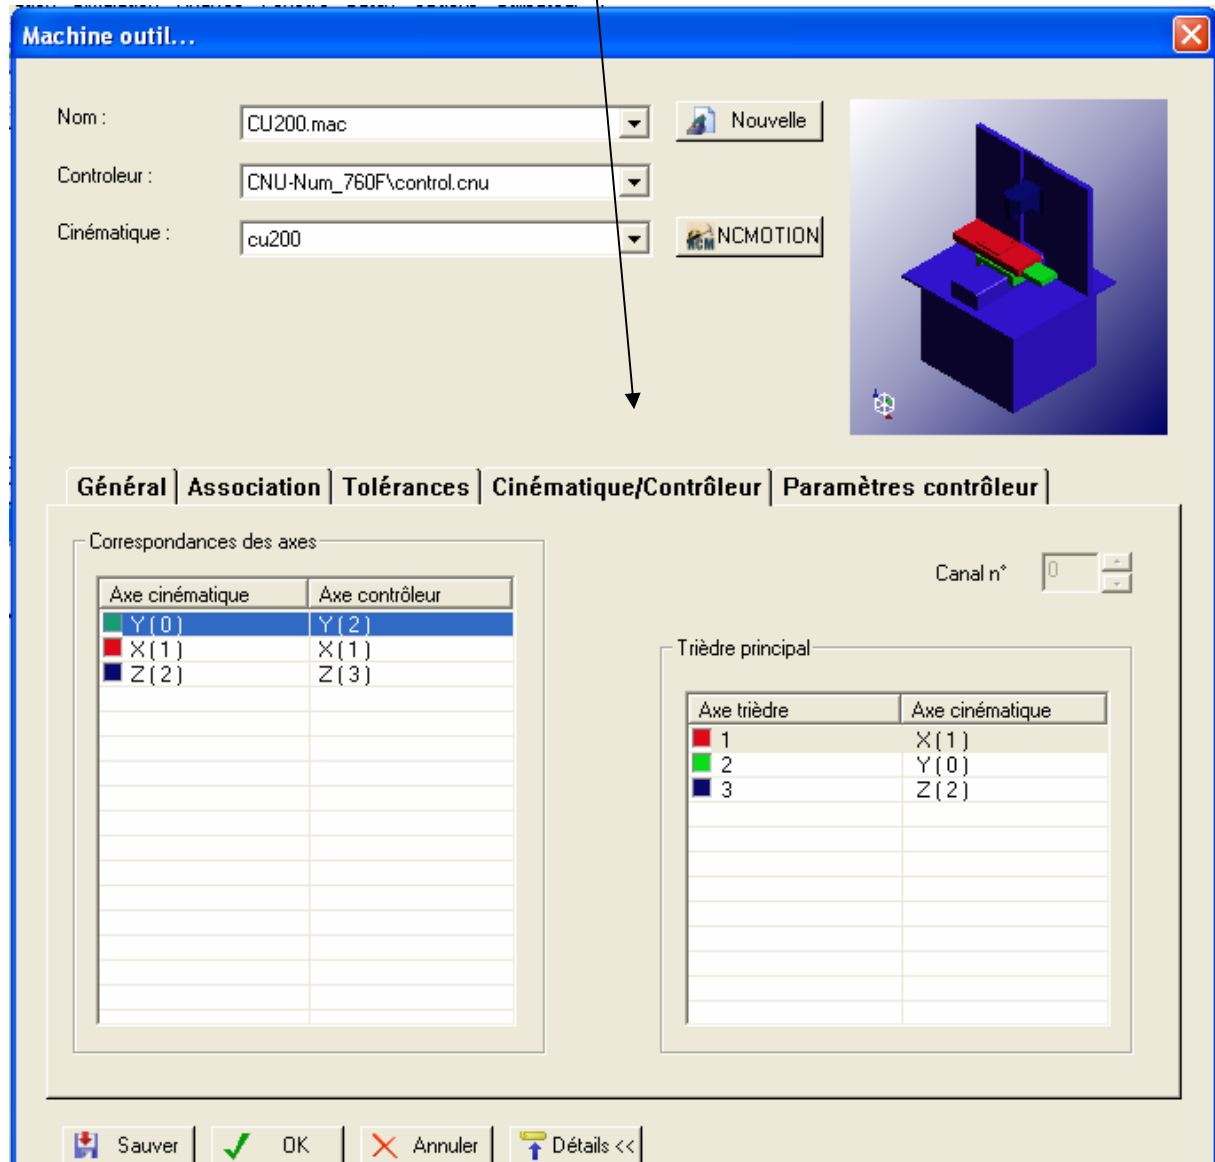 Machine outil...
Nom :
CU200.mac
Nouvelle
Controleur :
CNU-Num_760F\control.cnu
Cinématique :
cu200
NCMOTION
Général Association Tolérances Cinématique/Contrôleur Paramètres contrôleur
Correspondances des axes
Canal n° 0
Axe cinématique Axe contrôleur
Y(0) Y(2)
X(1) X(1)
Z(2) Z(3)
Trièdre principal
Axe trièdre Axe cinématique
1 X(1)
2 Y(0)
3 Z(2)
Sauver OK Annuler Détails <<